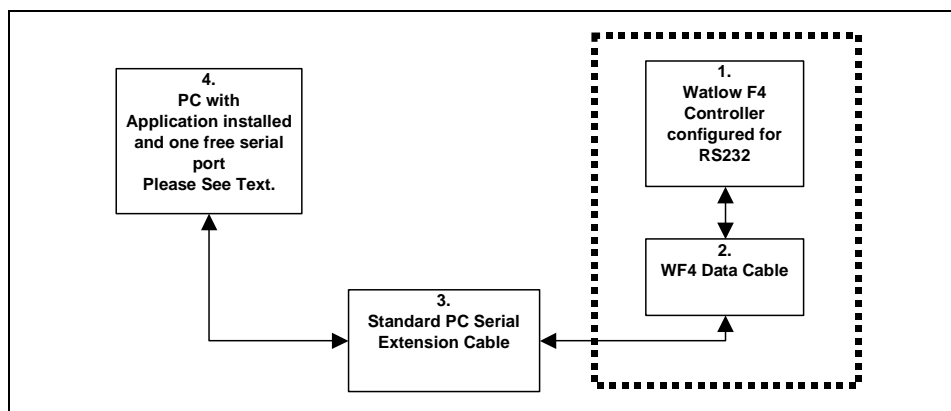 4.
PC with
Application installed
and one free serial
port
Please See Text.
1.
Watlow F4
Controller
configured for
RS232
2.
WF4 Data Cable
3.
Standard PC Serial
Extension Cable